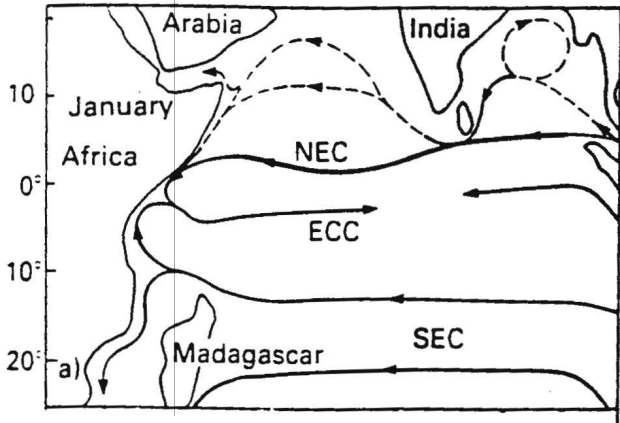 Arabia
India
10
January
Africa
NEC
0°
ECC
10°
SEC
Madagascar
20°
a)